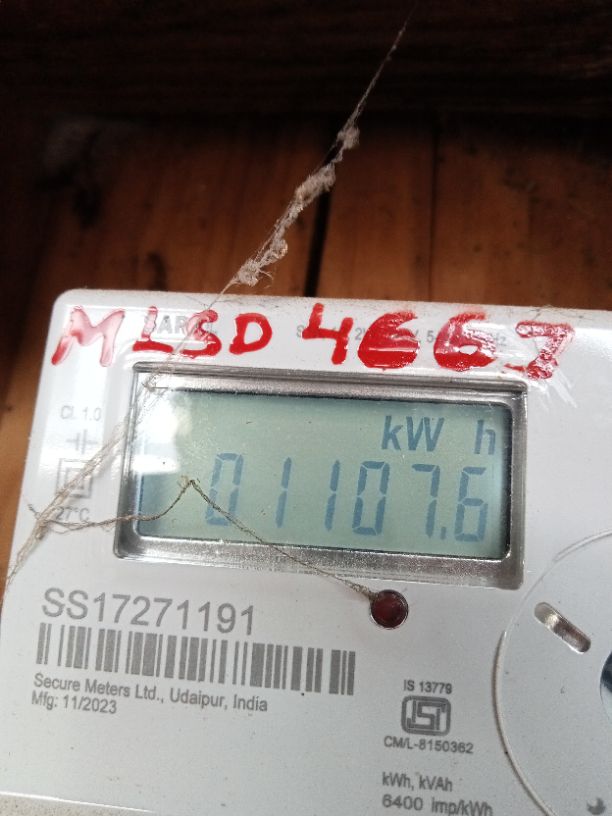 MLSD 4667
kW h
01107.6
CL 1.0
27°C
SS17271191
Secure Meters Ltd., Udaipur, India
Mfg: 11/2023
IS 13779
CM/L-8150362
kWh, kVAh
6400 imp/kWh